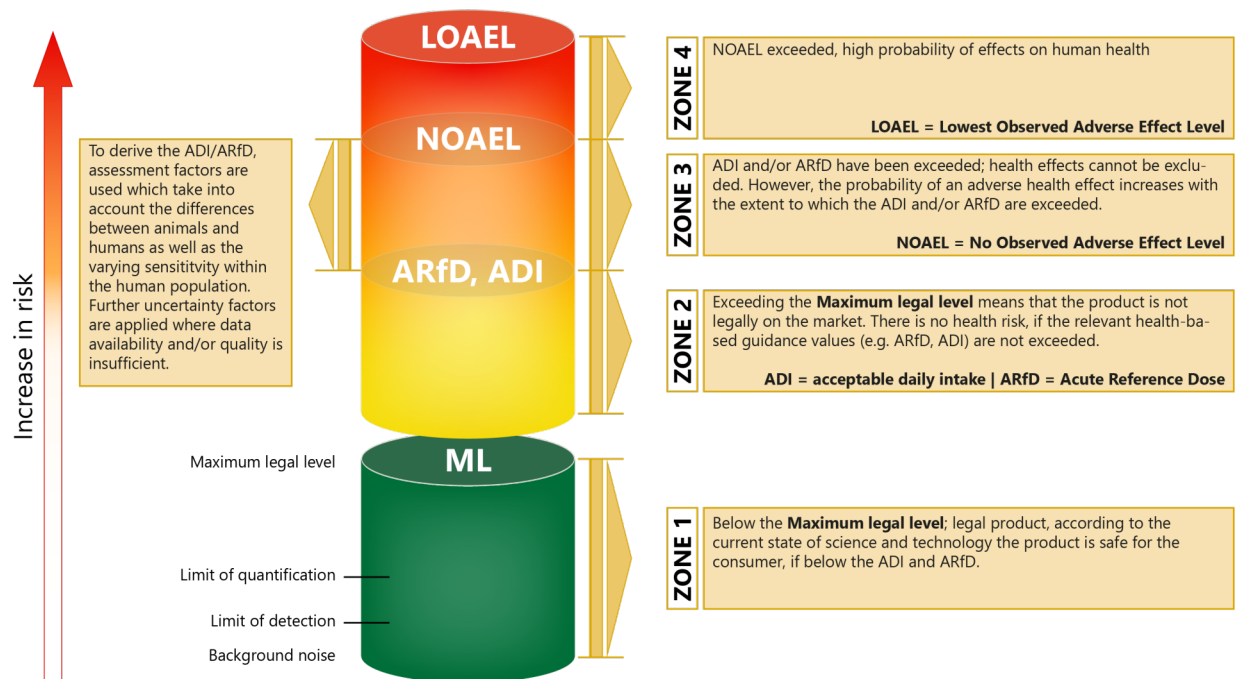 Increase in risk
To derive the ADI/ARfD,
assessment factors are
used which take into
account the differences
between animals and
humans as well as the
varying sensititvity within
the human population.
Further uncertainty factors
are applied where data
availability and/or quality is
insufficient.
LOAEL
NOAEL
ARfD, ADI
ML
Maximum legal level
Limit of quantification
Limit of detection
Background noise
ZONE 4
NOAEL exceeded, high probability of effects on human health
LOAEL = Lowest Observed Adverse Effect Level
ZONE 3
ADI and/or ARfD have been exceeded; health effects cannot be exclu-
ded. However, the probability of an adverse health effect increases with
the extent to which the ADI and/or ARfD are exceeded.
NOAEL = No Observed Adverse Effect Level
ZONE 2
Exceeding the Maximum legal level means that the product is not
legally on the market. There is no health risk, if the relevant health-ba-
sed guidance values (e.g. ARfD, ADI) are not exceeded.
ADI = acceptable daily intake | ARfD = Acute Reference Dose
ZONE 1
Below the Maximum legal level; legal product, according to the
current state of science and technology the product is safe for the
consumer, if below the ADI and ARfD.